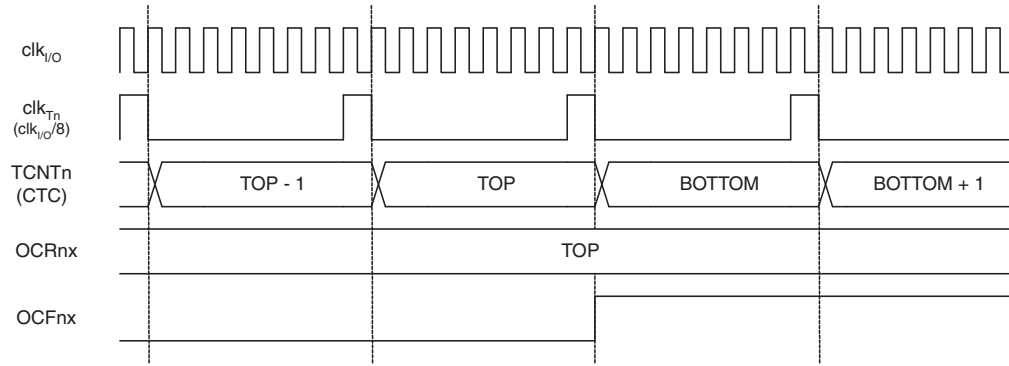 clkI/O
clkTn
(clkI/O/8)
TCNTn
(CTC)
TOP - 1
TOP
BOTTOM
BOTTOM + 1
OCRnx
TOP
OCFnx